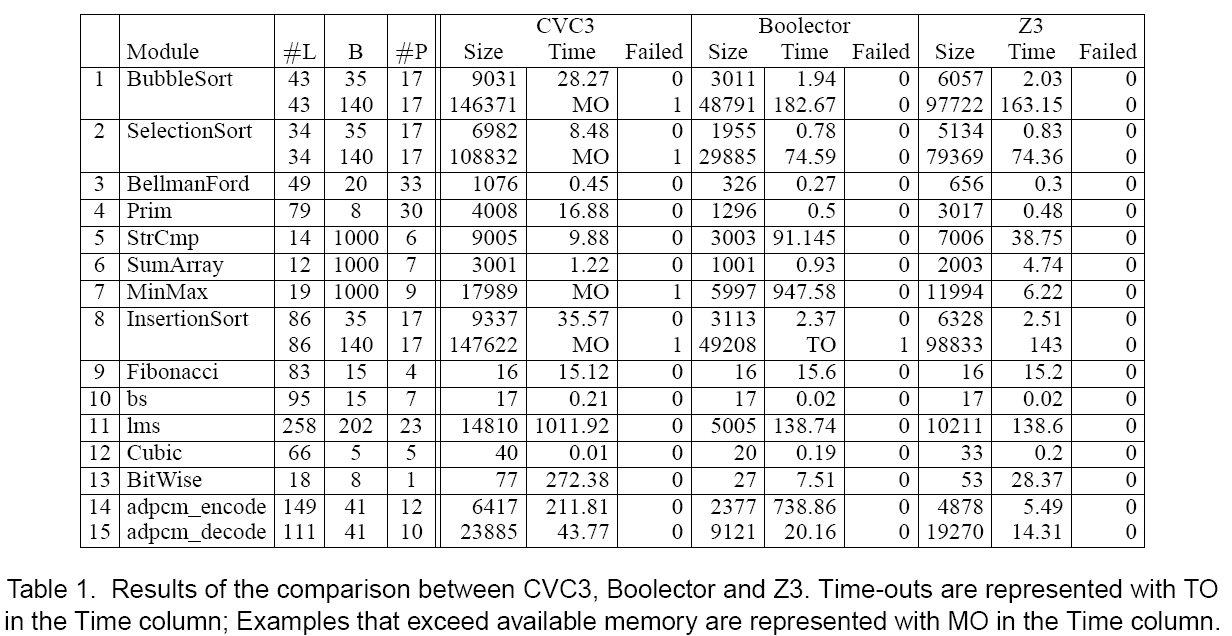 CVC3 Boolector Z3
Module #L B #P Size Time Failed Size Time Failed Size Time Failed
1 BubbleSort 43 35 17 9031 28.27 0 3011 1.94 0 6057 2.03 0
43 140 17 146371 MO 1 48791 182.67 0 97722 163.15 0
2 SelectionSort 34 35 17 6982 8.48 0 1955 0.78 0 5134 0.83 0
34 140 17 108832 MO 1 29885 74.59 0 79369 74.36 0
3 BellmanFord 49 20 33 1076 0.45 0 326 0.27 0 656 0.3 0
4 Prim 79 8 30 4008 16.88 0 1296 0.5 0 3017 0.48 0
5 StrCmp 14 1000 6 9005 9.88 0 3003 91.145 0 7006 38.75 0
6 SumArray 12 1000 7 3001 1.22 0 1001 0.93 0 2003 4.74 0
7 MinMax 19 1000 9 17989 MO 1 5997 947.58 0 11994 6.22 0
8 InsertionSort 86 35 17 9337 35.57 0 3113 2.37 0 6328 2.51 0
86 140 17 147622 MO 1 49208 TO 1 98833 143 0
9 Fibonacci 83 15 4 16 15.12 0 16 15.6 0 16 15.2 0
10 bs 95 15 7 17 0.21 0 17 0.02 0 17 0.02 0
11 lms 258 202 23 14810 1011.92 0 5005 138.74 0 10211 138.6 0
12 Cubic 66 5 5 40 0.01 0 20 0.19 0 33 0.2 0
13 BitWise 18 8 1 77 272.38 0 27 7.51 0 53 28.37 0
14 adpcm_encode 149 41 12 6417 211.81 0 2377 738.86 0 4878 5.49 0
15 adpcm_decode 111 41 10 23885 43.77 0 9121 20.16 0 19270 14.31 0
Table 1. Results of the comparison between CVC3, Boolector and Z3. Time-outs are represented with TO
in the Time column; Examples that exceed available memory are represented with MO in the Time column.